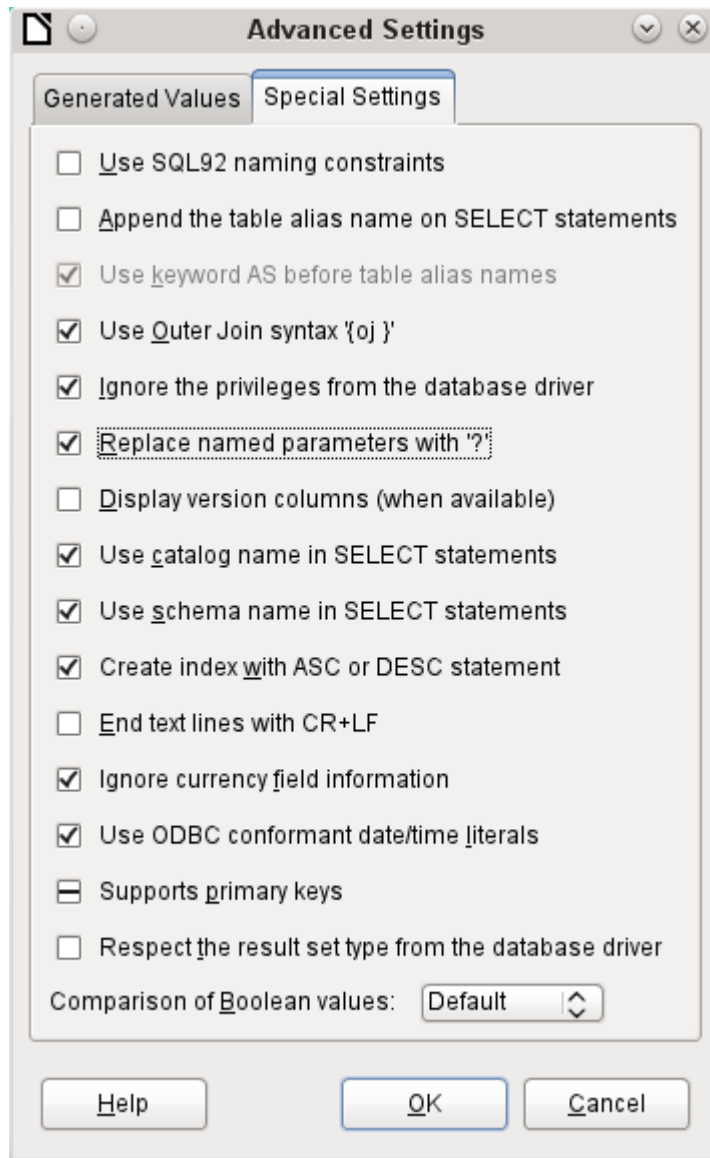 Advanced Settings
Generated Values
Special Settings
Use SQL92 naming constraints
Append the table alias name on SELECT statements
Use keyword AS before table alias names
Use Outer Join syntax '{oj }'
Ignore the privileges from the database driver
Replace named parameters with '?'
Display version columns (when available)
Use catalog name in SELECT statements
Use schema name in SELECT statements
Create index with ASC or DESC statement
End text lines with CR+LF
Ignore currency field information
Use ODBC conformant date/time literals
Supports primary keys
Respect the result set type from the database driver
Comparison of Boolean values: Default
Help OK Cancel